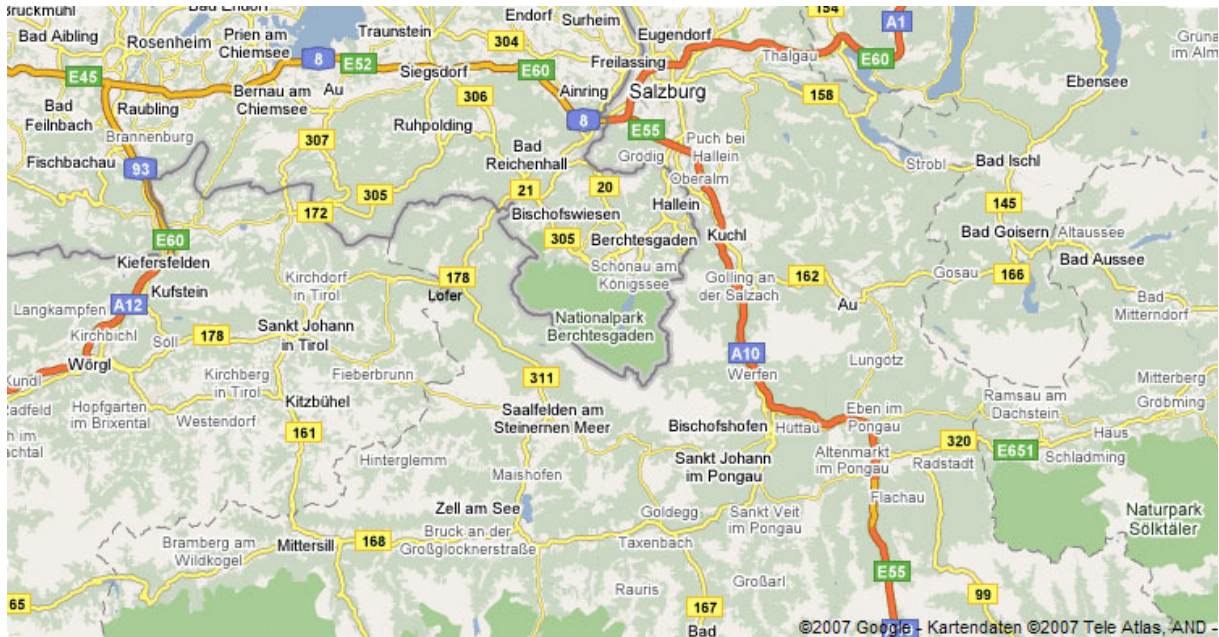 Bad Aibling
Rosenheim
Prien am
Chiemsee
Traunstein
Endorf
Surheim
Eugendorf
304
154
A1
Grüna
im Alm
E45
8
E52
Siegsdorf
E60
Freilassing
Thalgau
E60
Ebensee
Bad
Feilnbach
Raubling
Bernau am
Chiemsee
Au
306
Ainring
Salzburg
158
Brannenburg
307
Ruhpolding
8
E55
Puch bei
Hallein
Fischbachau
93
Bad
Reichenhall
Grödig
Oberalm
Strobl
Bad Ischl
305
21
20
172
Bischofswiesen
Hallein
145
E60
305
Berchtesgaden
Kuchl
Bad Goisern
Altaussee
Kiefersfelden
Schönau am
Königssee
Bad Aussee
Kirchdorf
in Tirol
178
Lofer
Golling an
der Salzach
162
Gosau
166
Langkampfen
A12
Kufstein
Au
Bad
Mitterndorf
Nationalpark
Berchtesgaden
Kirchbichl
Söll
178
Sankt Johann
in Tirol
Wörgl
A10
Lungötz
Kundl
Kirchberg
in Tirol
Fieberbrunn
311
Werfen
Mitterberg
Radfeld
Hopfgarten
im Brixental
Westendorf
Kitzbühel
Saalfelden am
Steinernen Meer
Bischofshofen
Hüttau
Eben im
Pongau
Ramsau am
Dachstein
Gröbming
161
320
Haus
E651
Schladming
Hinterglemm
Maishofen
Sankt Johann
im Pongau
Altenmarkt
im Pongau
Radstadt
Flachau
Zell am See
Goldegg
Sankt Veit
im Pongau
Naturpark
Sölktäler
Bramberg am
Wildkogel
Mittersill
168
Bruck an der
Großglocknerstraße
Taxenbach
E55
Rauris
Großarl
65
167
99
Bad
©2007 Google - Kartendaten ©2007 Tele Atlas, AND -